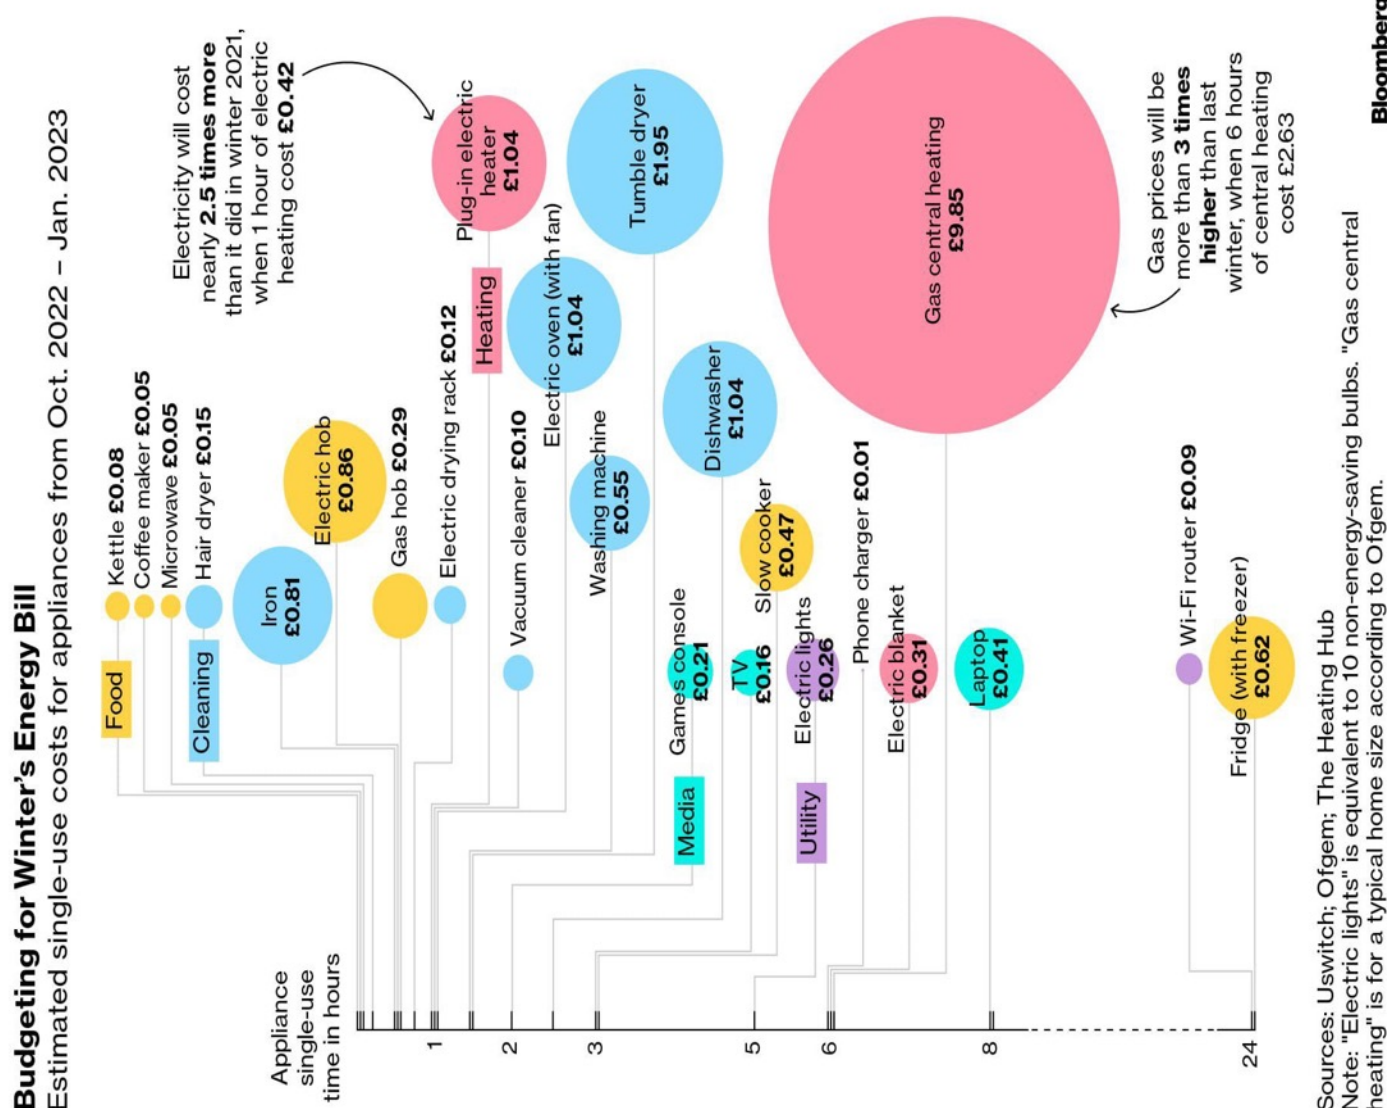 Budgeting for Winter's Energy Bill
Estimated single-use costs for appliances from Oct. 2022 – Jan. 2023
Appliance
single-use
time in hours
Food
Kettle £0.08
Coffee maker £0.05
Microwave £0.05
Cleaning
Hair dryer £0.15
Iron
£0.81
Electric hob
£0.86
Gas hob £0.29
Electric drying rack £0.12
Electricity will cost
nearly 2.5 times more
than it did in winter 2021,
when 1 hour of electric
heating cost £0.42
Heating
Plug-in electric
heater
£1.04
Vacuum cleaner £0.10
Electric oven (with fan)
£1.04
Washing machine
£0.55
Tumble dryer
£1.95
Media
Games console
£0.21
Dishwasher
£1.04
TV
£0.16
Slow cooker
£0.47
Utility
Electric lights
£0.26
Phone charger £0.01
Electric blanket
£0.31
Gas central heating
£9.85
Laptop
£0.41
Gas prices will be
more than 3 times
higher than last
winter, when 6 hours
of central heating
cost £2.63
Wi-Fi router £0.09
Fridge (with freezer)
£0.62
1
2
3
5
6
8
24
Sources: Uswitch; Ofgem; The Heating Hub
Note: "Electric lights" is equivalent to 10 non-energy-saving bulbs. "Gas central
heating" is for a typical home size according to Ofgem.
Bloomberg